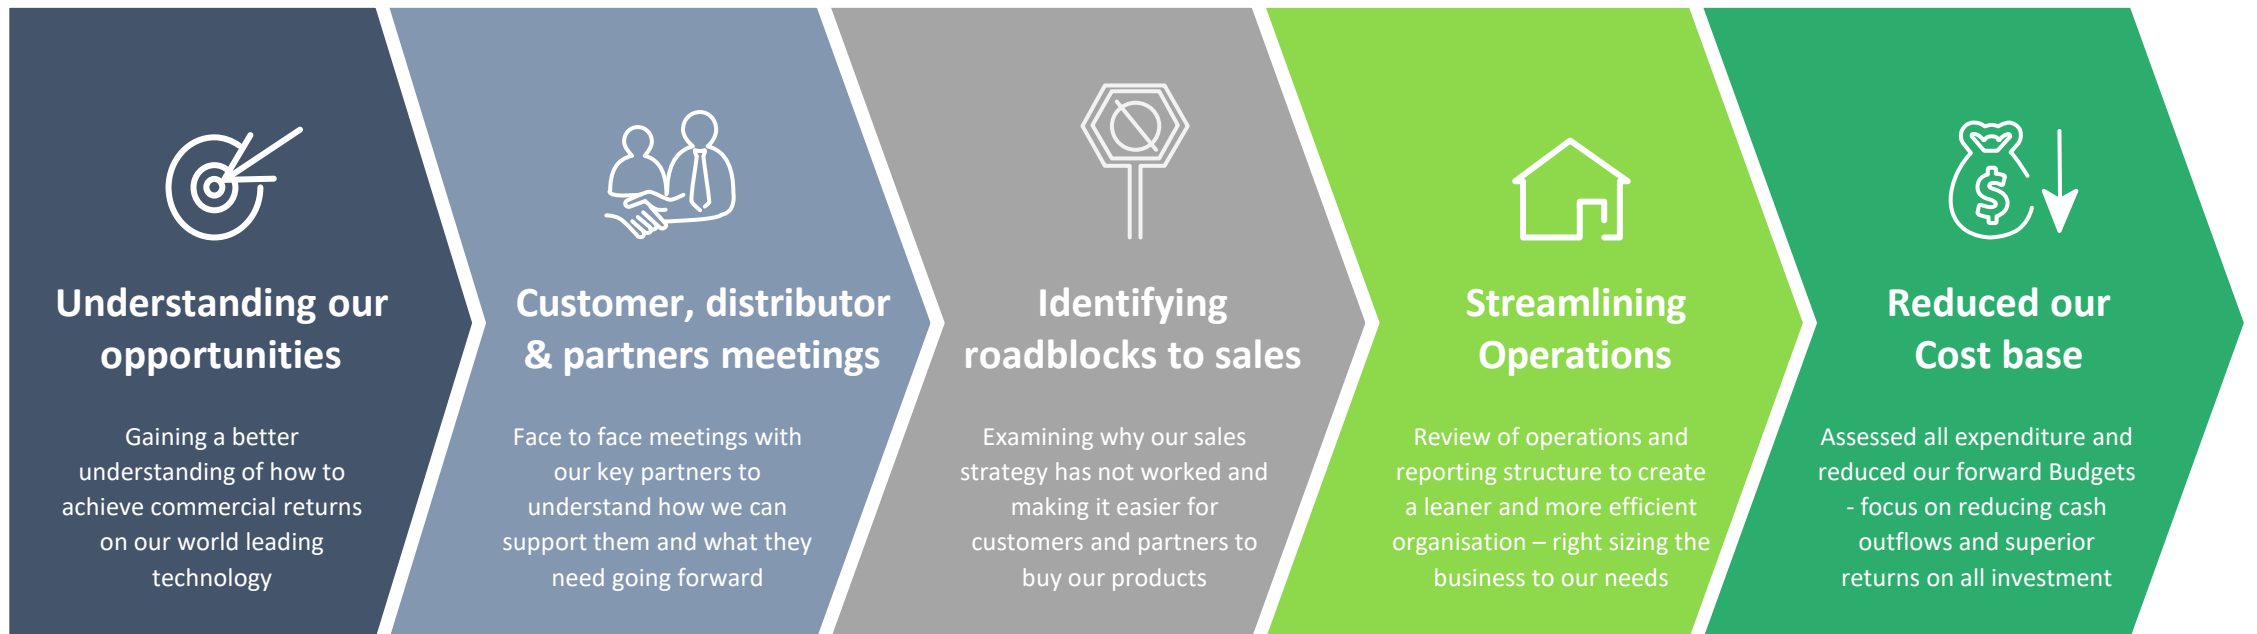 Understanding our
opportunities
Gaining a better
understanding of how to
achieve commercial returns
on our world leading
technology
Customer, distributor
& partners meetings
Face to face meetings with
our key partners to
understand how we can
support them and what they
need going forward
Identifying
roadblocks to sales
Examining why our sales
strategy has not worked and
making it easier for
customers and partners to
buy our products
Streamlining
Operations
Review of operations and
reporting structure to create
a leaner and more efficient
organisation – right sizing the
business to our needs
Reduced our
Cost base
Assessed all expenditure and
reduced our forward Budgets
- focus on reducing cash
outflows and superior
returns on all investment